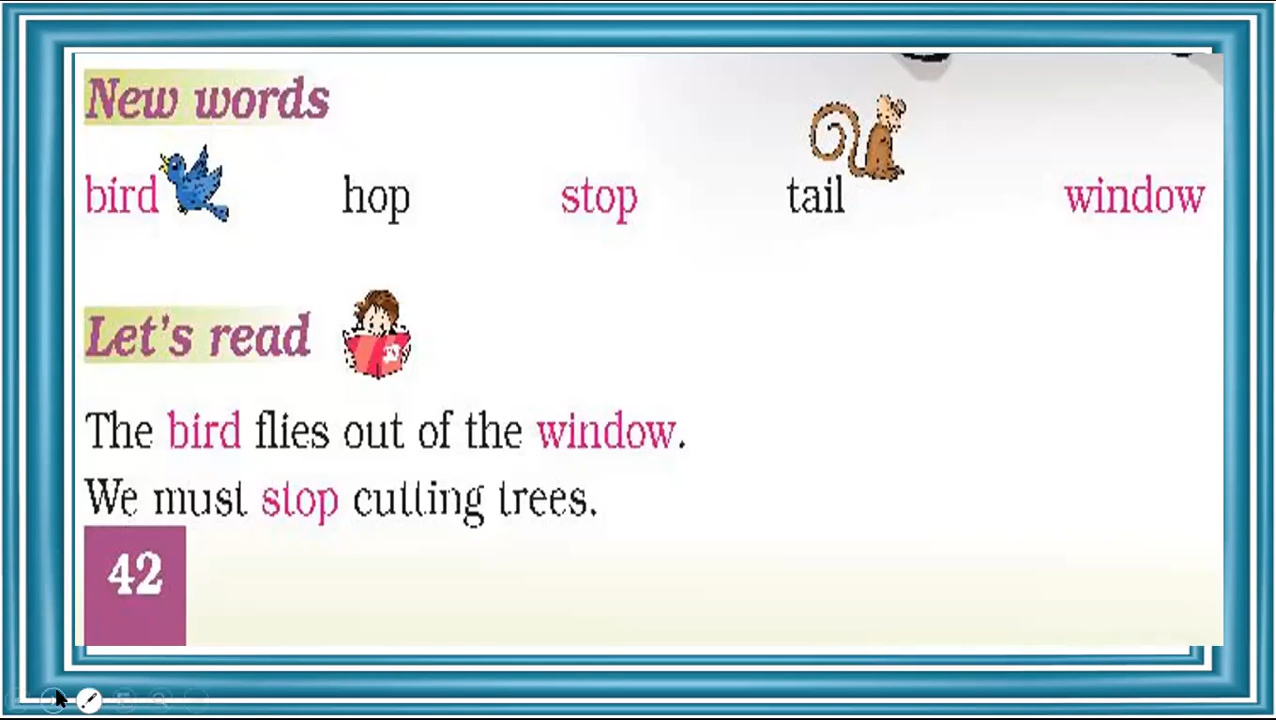 New words
bird hop stop tail window
Let's read
The bird flies out of the window.
We must stop cutting trees.
42